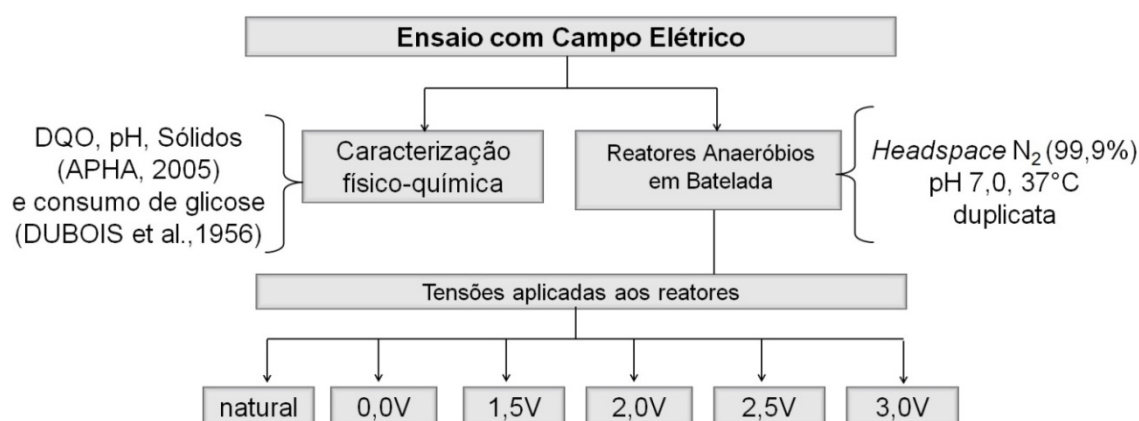 Ensaio com Campo Elétrico
DQO, pH, Sólidos
(APHA, 2005)
e consumo de glicose
(DUBOIS et al.,1956)
Caracterização
físico-química
Reatores Anaeróbios
em Batelada
Headspace N₂ (99,9%)
pH 7,0, 37°C
duplicata
Tensões aplicadas aos reatores
natural
0,0V
1,5V
2,0V
2,5V
3,0V